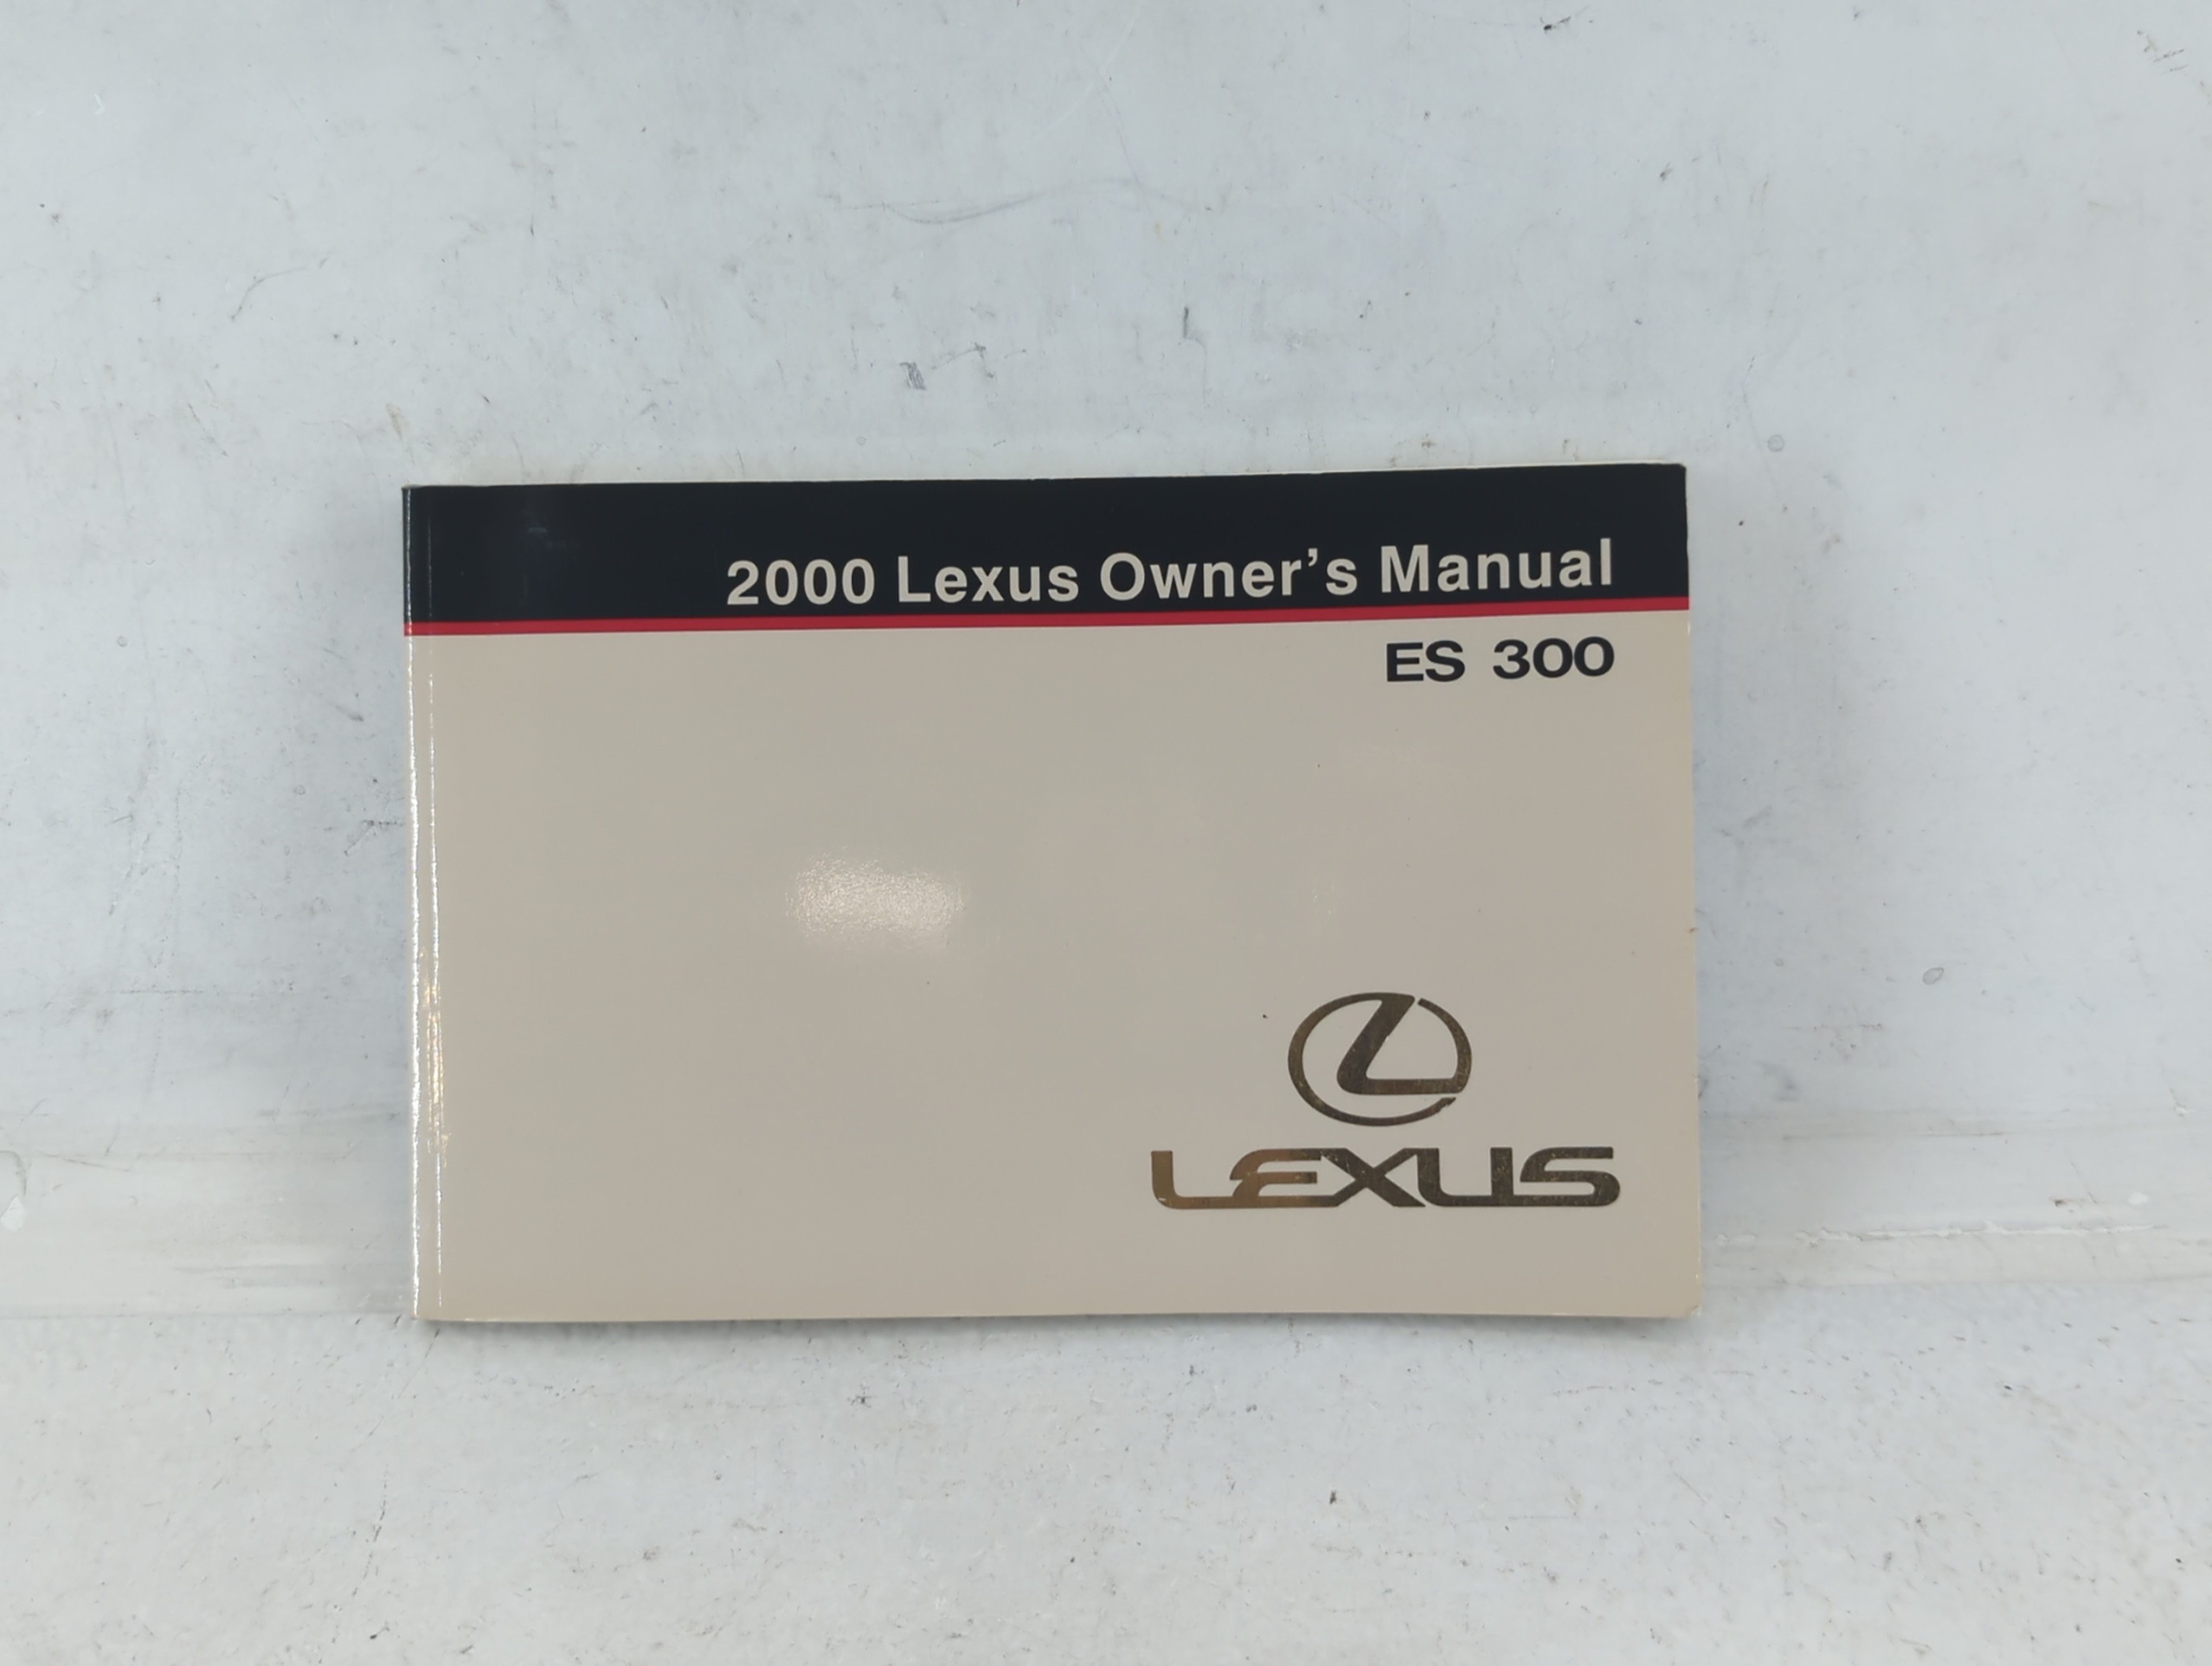 2000 Lexus Owner's Manual
ES 300
LEXUS